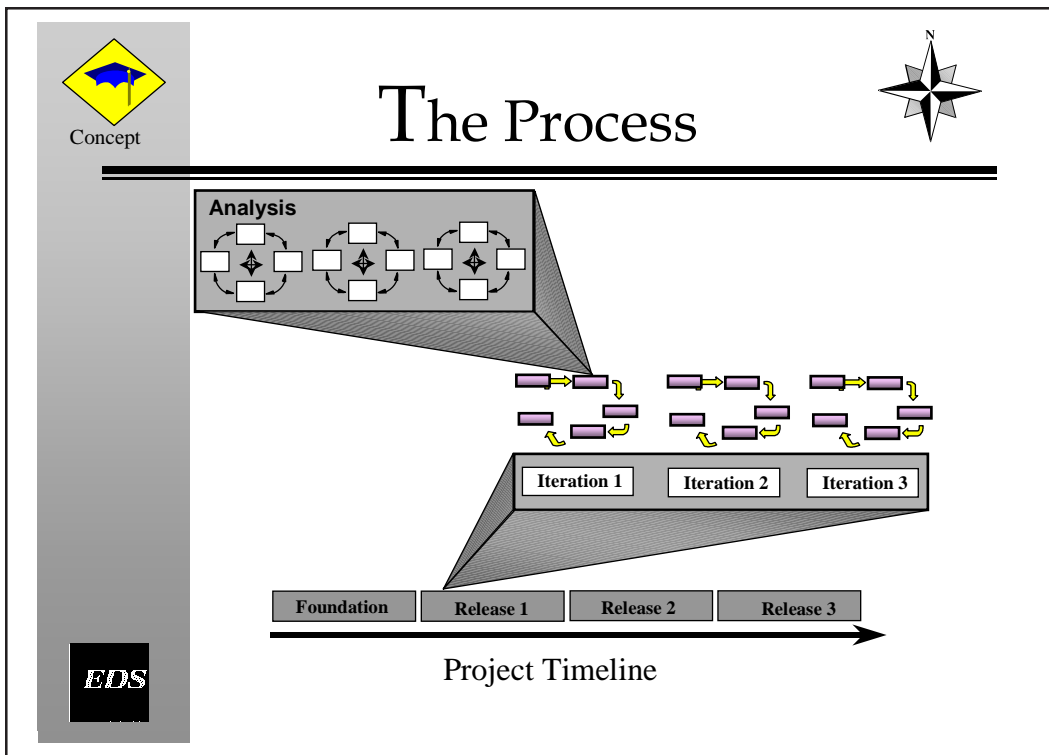 N
The Process
Concept
Analysis
Iteration 1
Iteration 2
Iteration 3
Foundation
Release 1
Release 2
Release 3
Project Timeline
EDS